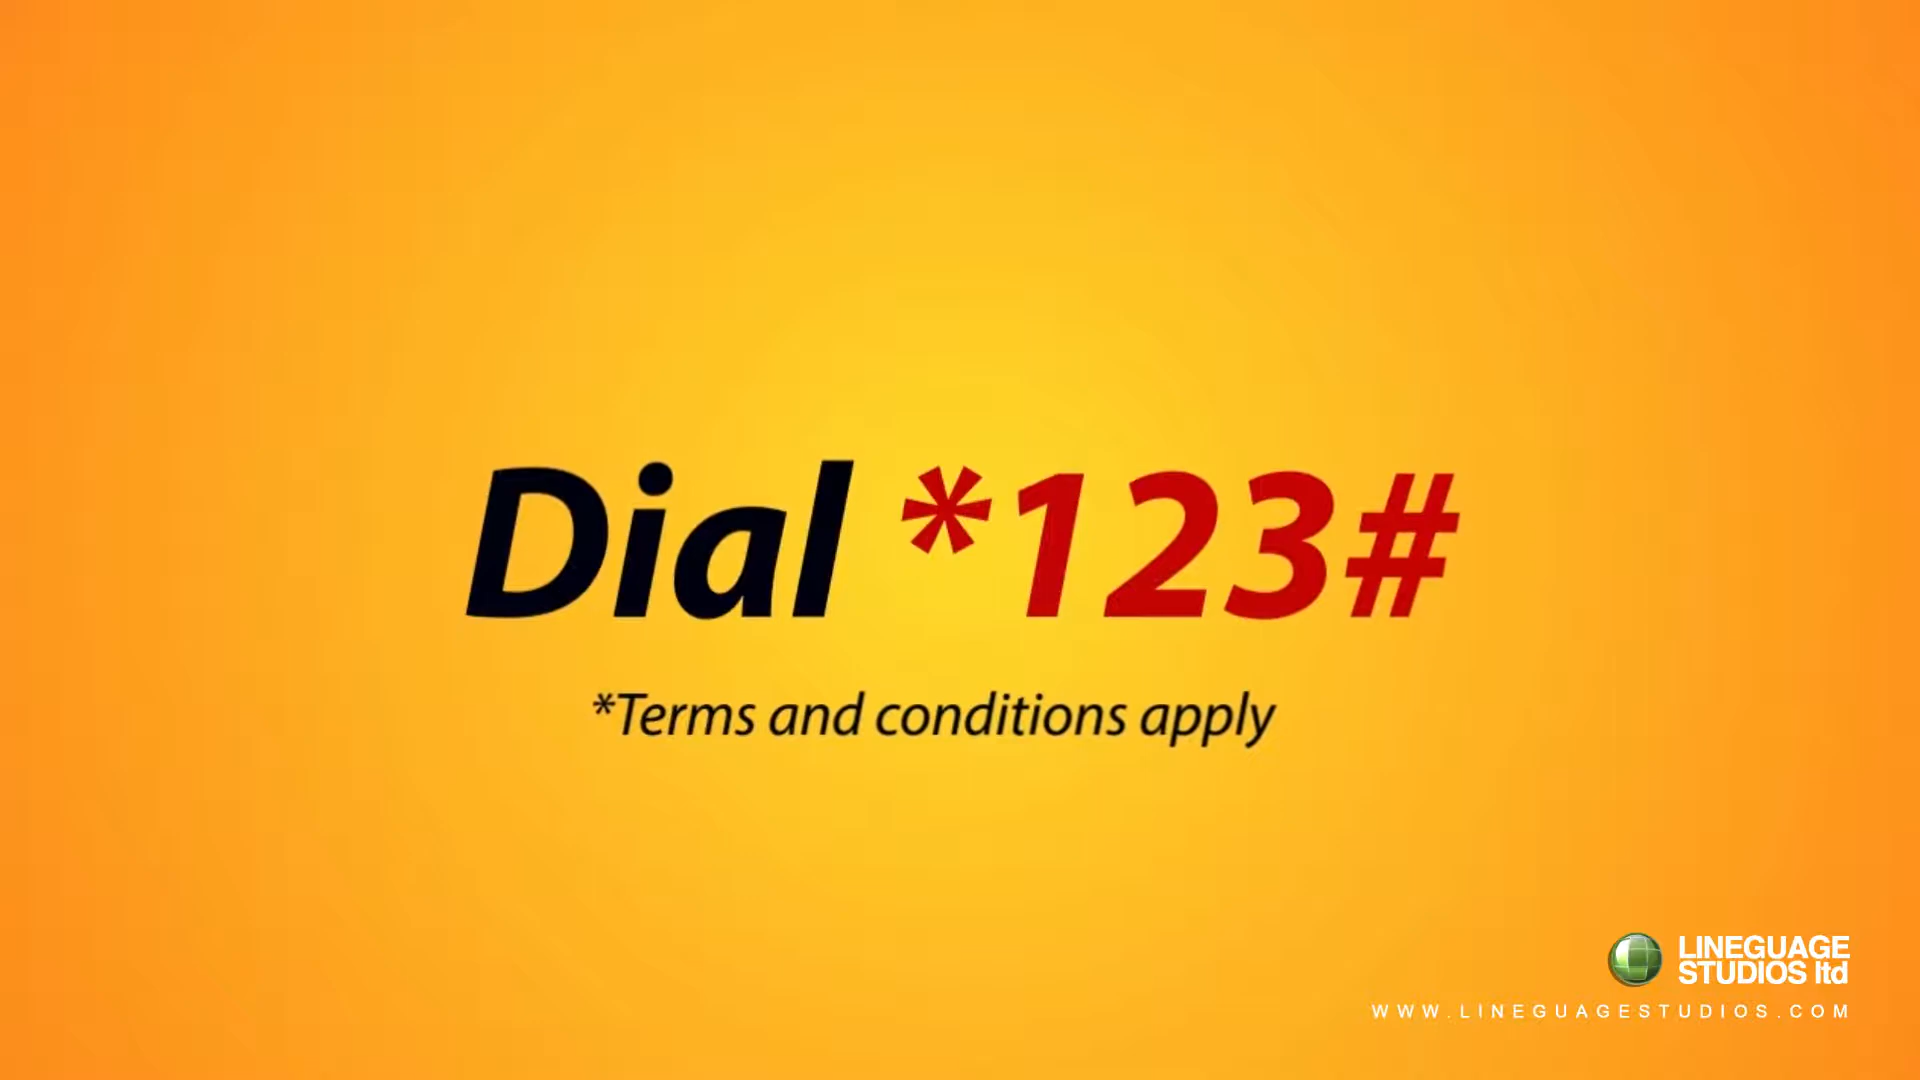 Dial *123#
*Terms and conditions apply
LINEGUAGE
STUDIOS ltd
WWW.LINEGUAGESTUDIOS.COM